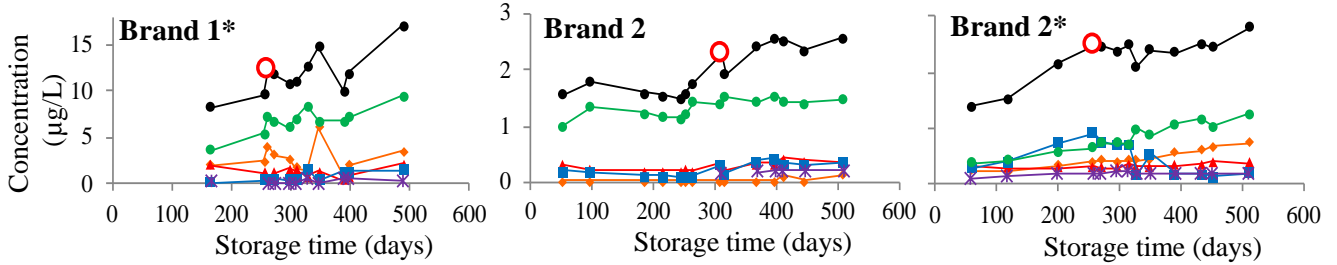 Concentration
(µg/L)
Brand 1*
15
10
5
0
0 100 200 300 400 500 600
Storage time (days)
Brand 2
3
2
1
0
0 100 200 300 400 500 600
Storage time (days)
Brand 2*
0 100 200 300 400 500 600
Storage time (days)